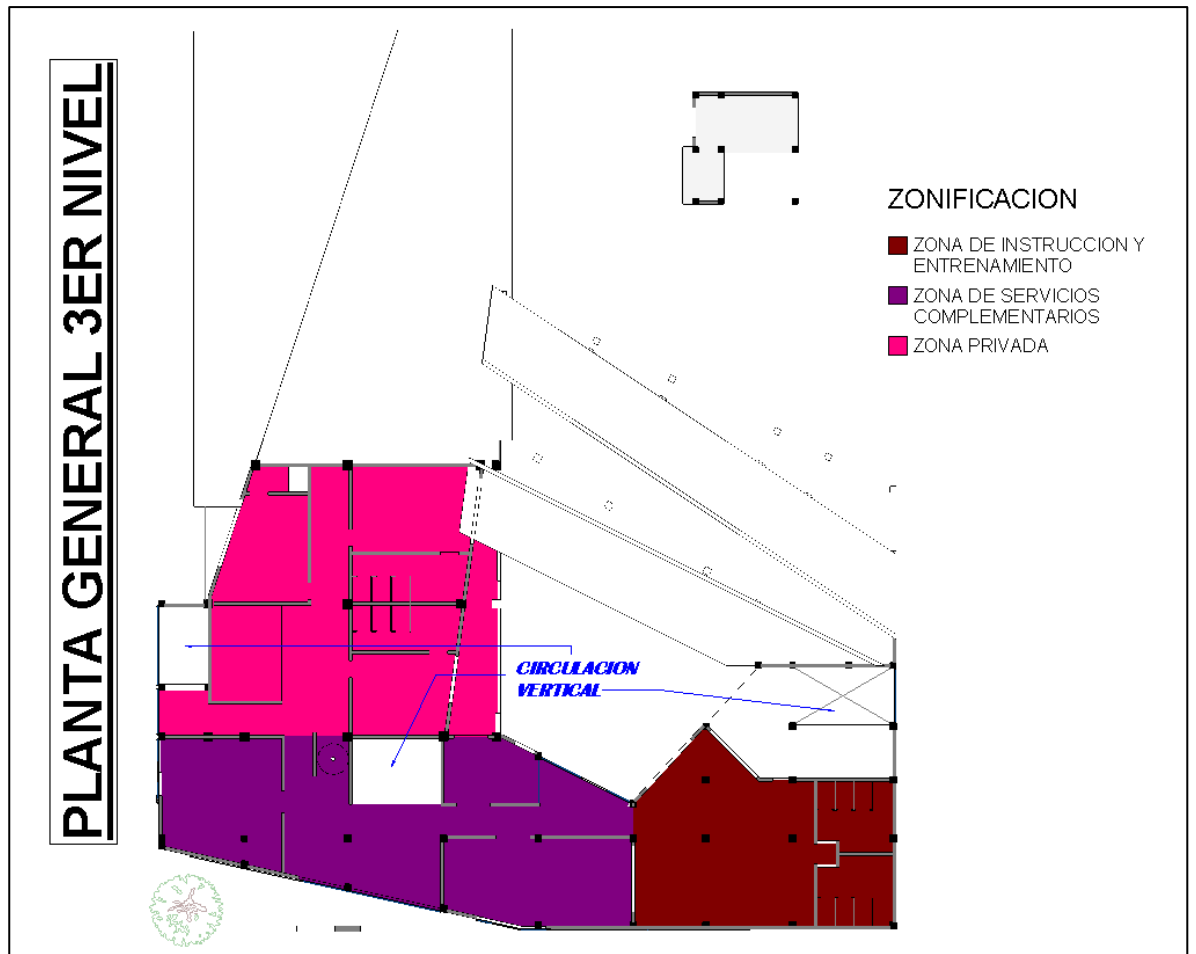 PLANTA GENERAL 3ER NIVEL
ZONIFICACION
ZONA DE INSTRUCCION Y
ENTRENAMIENTO
ZONA DE SERVICIOS
COMPLEMENTARIOS
ZONA PRIVADA
CIRCULACION
VERTICAL